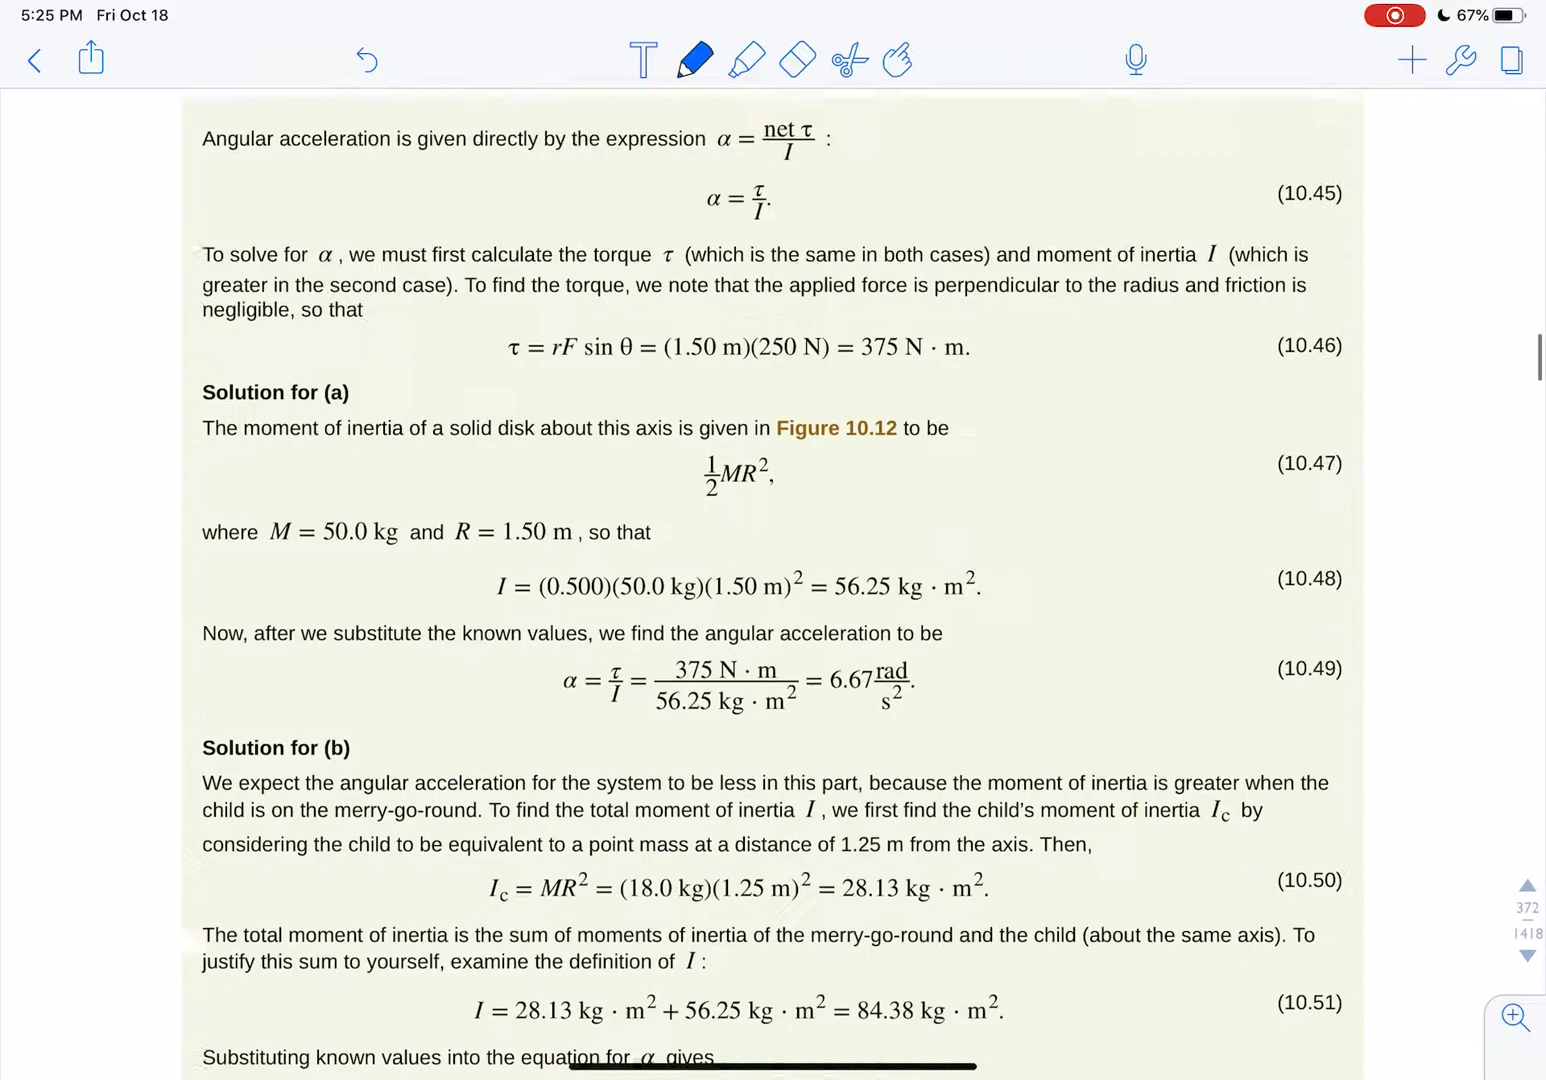 5:25 PM Fri Oct 18
67%
Angular acceleration is given directly by the expression α = net τ / I :
α = τ/I. (10.45)
To solve for α , we must first calculate the torque τ (which is the same in both cases) and moment of inertia I (which is
greater in the second case). To find the torque, we note that the applied force is perpendicular to the radius and friction is
negligible, so that
τ = rF sin θ = (1.50 m)(250 N) = 375 N · m. (10.46)
Solution for (a)
The moment of inertia of a solid disk about this axis is given in Figure 10.12 to be
1/2 MR², (10.47)
where M = 50.0 kg and R = 1.50 m , so that
I = (0.500)(50.0 kg)(1.50 m)² = 56.25 kg · m². (10.48)
Now, after we substitute the known values, we find the angular acceleration to be
α = τ/I = 375 N · m / 56.25 kg · m² = 6.67 rad/s². (10.49)
Solution for (b)
We expect the angular acceleration for the system to be less in this part, because the moment of inertia is greater when the
child is on the merry-go-round. To find the total moment of inertia I , we first find the child's moment of inertia I_c by
considering the child to be equivalent to a point mass at a distance of 1.25 m from the axis. Then,
I_c = MR² = (18.0 kg)(1.25 m)² = 28.13 kg · m². (10.50)
372
1418
The total moment of inertia is the sum of moments of inertia of the merry-go-round and the child (about the same axis). To
justify this sum to yourself, examine the definition of I :
I = 28.13 kg · m² + 56.25 kg · m² = 84.38 kg · m². (10.51)
Substituting known values into the equation for α gives